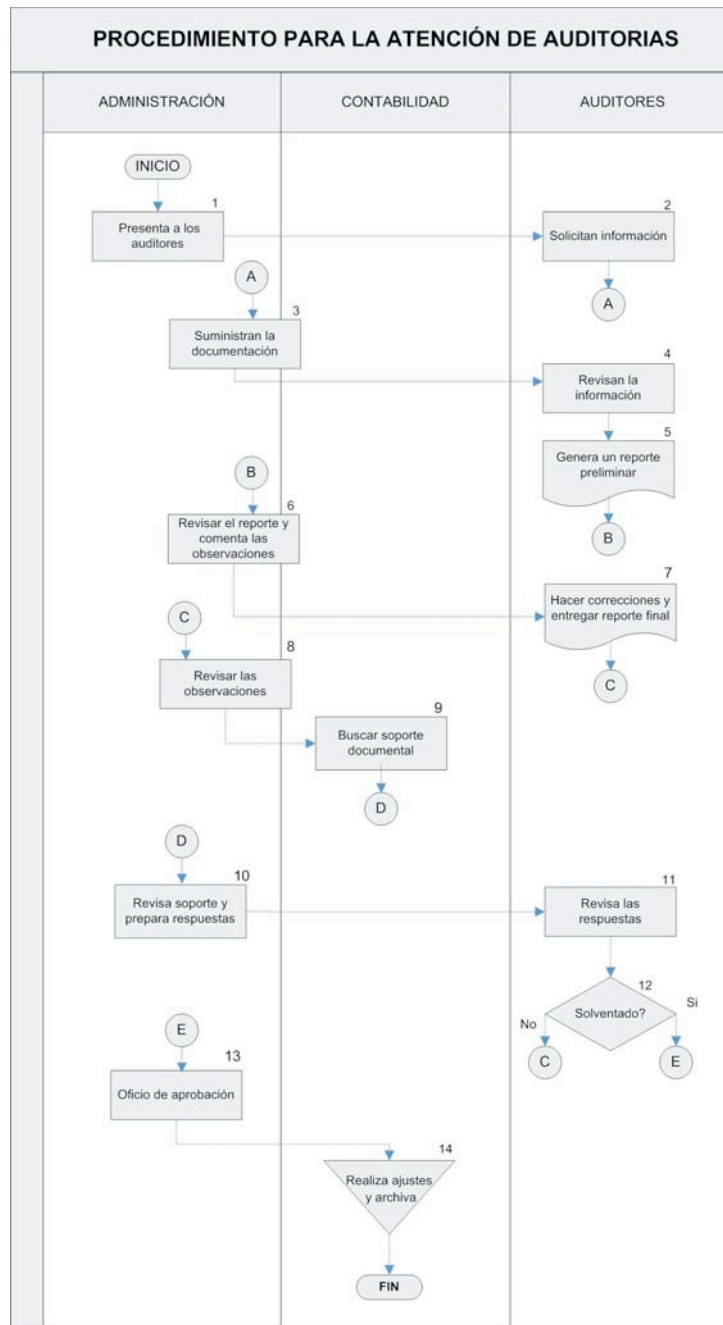 PROCEDIMIENTO PARA LA ATENCIÓN DE AUDITORIAS
ADMINISTRACIÓN
CONTABILIDAD
AUDITORES
INICIO
1
Presenta a los
auditores
2
Solicitan información
A
A
3
Suministran la
documentación
4
Revisan la
información
5
Genera un reporte
preliminar
B
B
6
Revisar el reporte y
comenta las
observaciones
7
Hacer correcciones y
entregar reporte final
C
C
8
Revisar las
observaciones
9
Buscar soporte
documental
D
D
10
Revisa soporte y
prepara respuestas
11
Revisa las
respuestas
12
Solventado?
No
Si
C
E
E
13
Oficio de aprobación
14
Realiza ajustes
y archiva
FIN